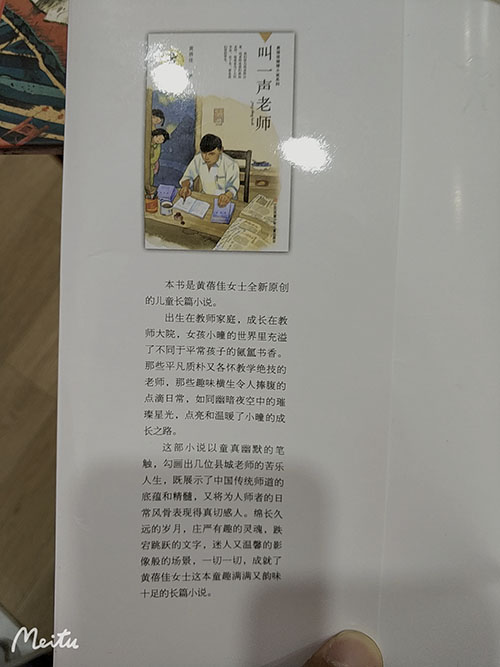 叫一声老师
黄蓓佳
本书是黄蓓佳女士全新原创
的儿童长篇小说。
出生在教师家庭，成长在教
师大院，女孩小曈的世界里充溢
了不同于平常孩子的氤氲书香。
那些平凡质朴又各怀教学绝技的
老师，那些趣味横生令人捧腹的
点滴日常，如同幽暗夜空中的璀
璨星光，点亮和温暖了小曈的成
长之路。
这部小说以童真幽默的笔
触，勾画出几位县城老师的苦乐
人生，既展示了中国传统师道的
底蕴和精髓，又将为人师者的日
常风骨表现得真切感人。绵长久
远的岁月，庄严有趣的灵魂，跌
宕跳跃的文字，迷人又温馨的影
像般的场景，一切一切，成就了
黄蓓佳女士这本童趣满满又韵味
十足的长篇小说。
Meitu